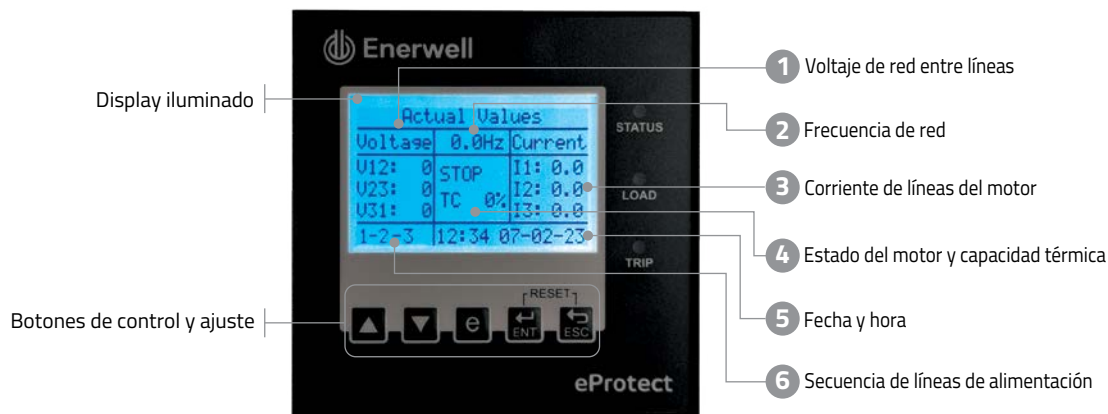 Enerwell
Display iluminado
Botones de control y ajuste
Actual Values
Voltage 0.0Hz Current
V12: 0
V23: 0
V31: 0
STOP
TC 0%
I1: 0.0
I2: 0.0
I3: 0.0
1-2-3 12:34 07-02-23
STATUS
LOAD
TRIP
RESET
e
ENT
ESC
eProtect
1 Voltaje de red entre líneas
2 Frecuencia de red
3 Corriente de líneas del motor
4 Estado del motor y capacidad térmica
5 Fecha y hora
6 Secuencia de líneas de alimentación